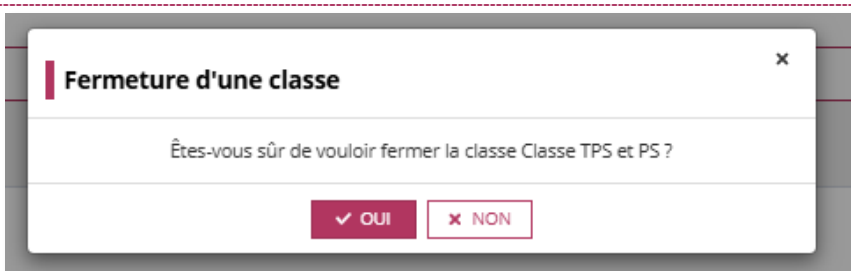 Fermeture d'une classe
Êtes-vous sûr de vouloir fermer la classe Classe TPS et PS ?
OUI
NON